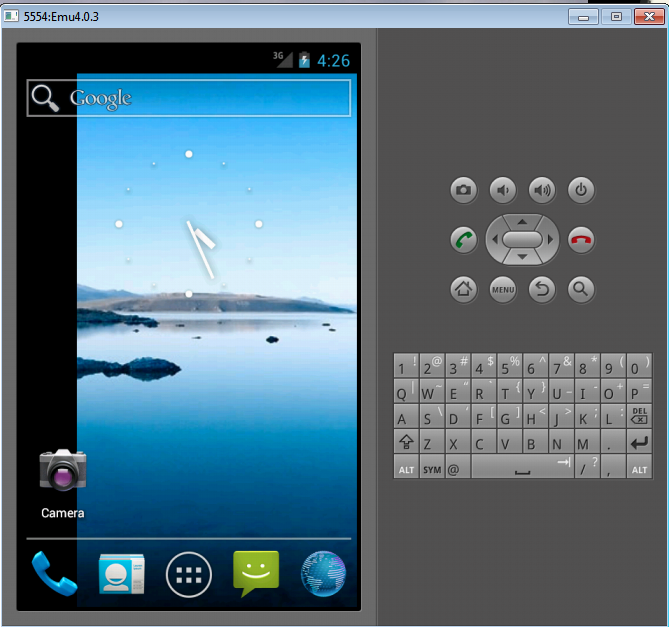 5554:Emu4.0.3
3G 4:26
Google
Camera
MENU
1 ! 2 @ 3 # 4 $ 5 % 6 ^ 7 & 8 * 9 ( 0 )
Q | W ~ E “ R ` T { Y } U _ I - O + P =
A S \ D ' F [ G ] H < J > K ; L : DEL
Z X C V B N M .
ALT SYM @ / ? , ALT